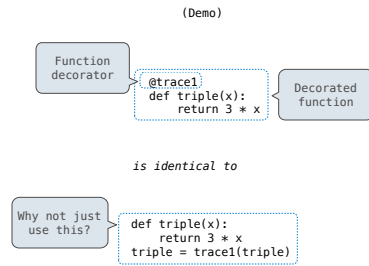 (Demo)
Function
decorator
@trace1
def triple(x):
    return 3 * x
Decorated
function
is identical to
Why not just
use this?
def triple(x):
    return 3 * x
triple = trace1(triple)